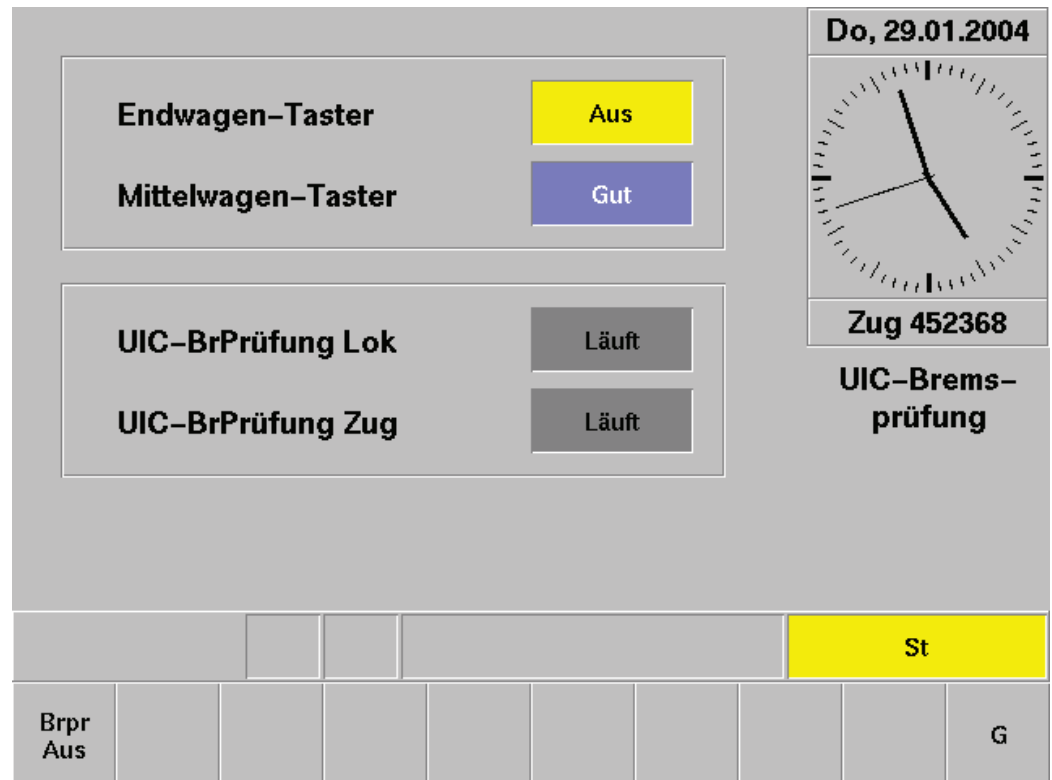 Do, 29.01.2004
Endwagen–Taster Aus
Mittelwagen–Taster Gut
UIC–BrPrüfung Lok Läuft
UIC–BrPrüfung Zug Läuft
Zug 452368
UIC–Brems–
prüfung
St
Brpr
Aus
G